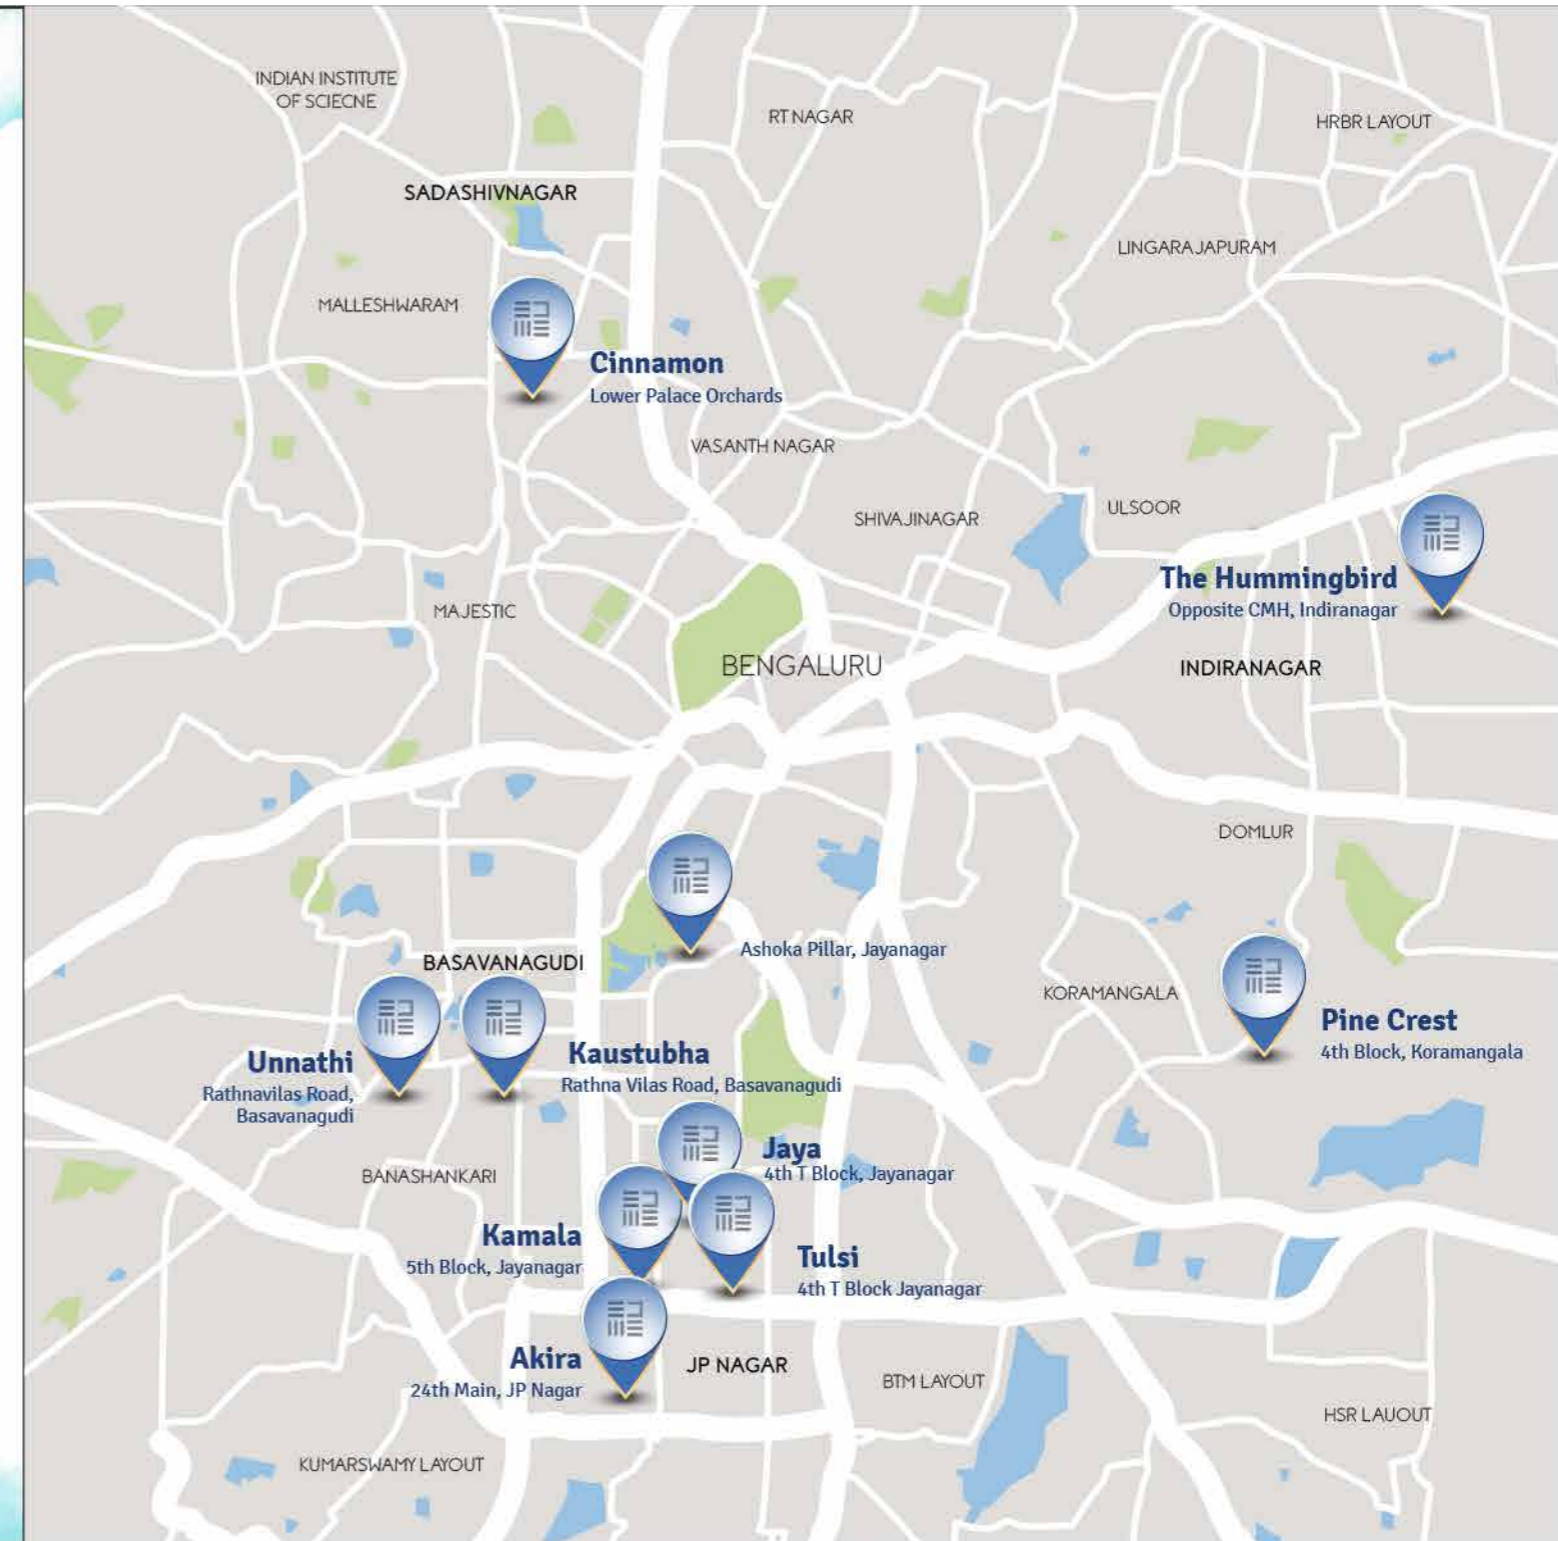 INDIAN INSTITUTE
OF SCIECNE
RT NAGAR
HRBR LAYOUT
SADASHIVNAGAR
LINGARAJAPURAM
MALLESHWARAM
Cinnamon
Lower Palace Orchards
VASANTH NAGAR
SHIVAJINAGAR
ULSOOR
The Hummingbird
Opposite CMH, Indiranagar
MAJESTIC
BENGALURU
INDIRANAGAR
DOMLUR
Ashoka Pillar, Jayanagar
BASAVANAGUDI
KORAMANGALA
Pine Crest
4th Block, Koramangala
Unnathi
Rathnavilas Road,
Basavanagudi
Kaustubha
Rathna Vilas Road, Basavanagudi
Jaya
4th T Block, Jayanagar
BANASHANKARI
Kamala
5th Block, Jayanagar
Tulsi
4th T Block Jayanagar
Akira
24th Main, JP Nagar
JP NAGAR
BTM LAYOUT
HSR LAUOUT
KUMARSWAMY LAYOUT